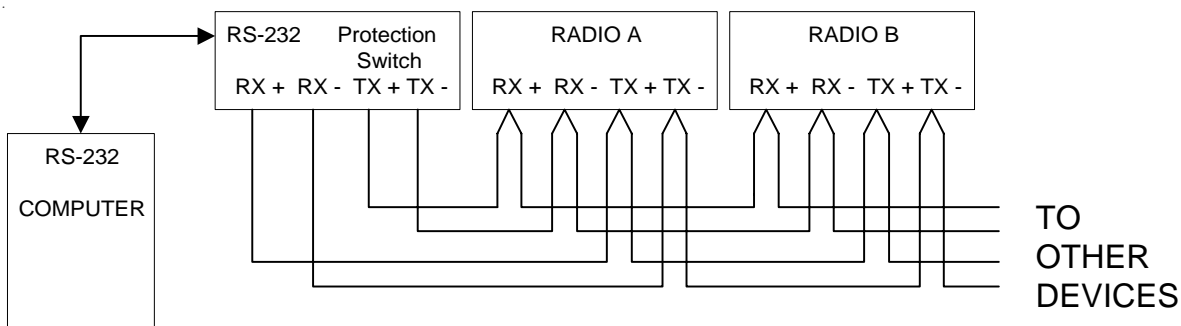 RS-232 Protection Switch
RX + RX - TX + TX -
RADIO A
RX + RX - TX + TX -
RADIO B
RX + RX - TX + TX -
RS-232
COMPUTER
TO
OTHER
DEVICES